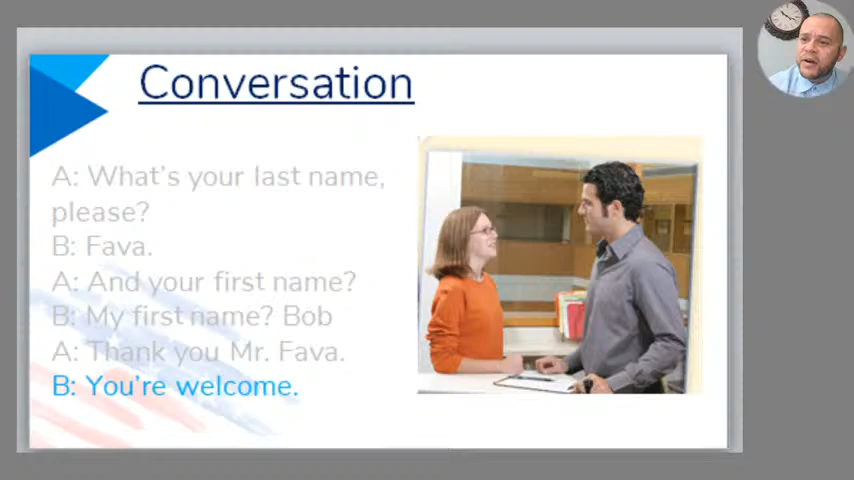 Conversation
A: What's your last name,
please?
B: Fava.
A: And your first name?
B: My first name? Bob
A: Thank you Mr. Fava.
B: You're welcome.